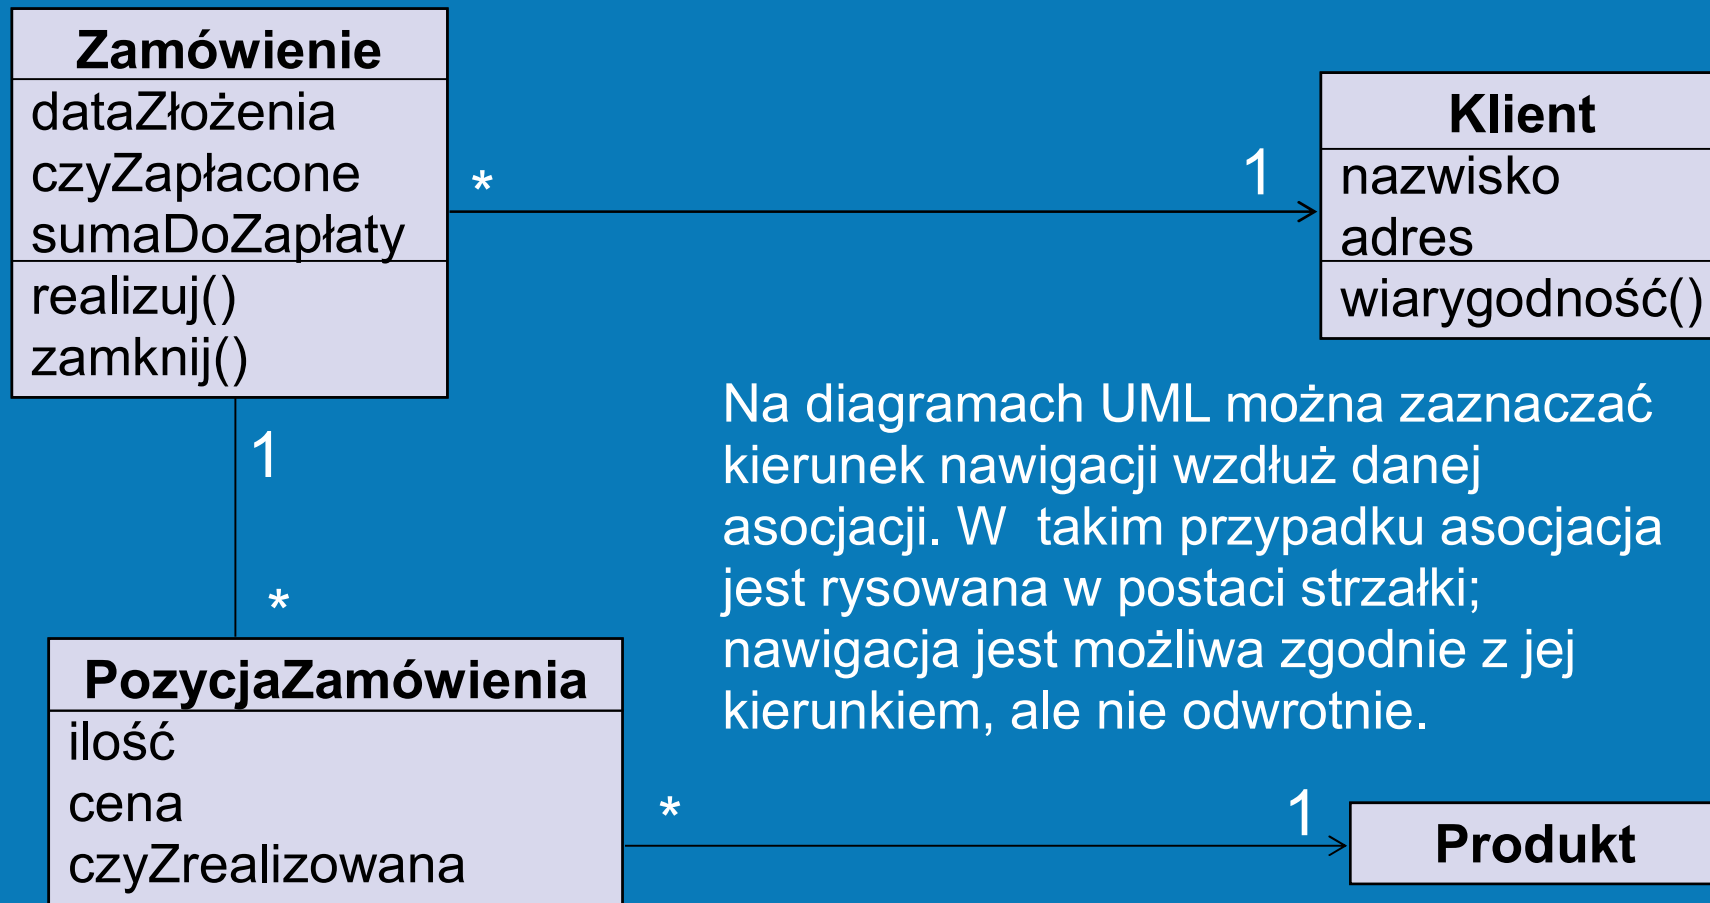 Zamówienie
dataZłożenia
czyZapłacone
sumaDoZapłaty
realizuj()
zamknij()
*
1
Klient
nazwisko
adres
wiarygodność()
1
*
Na diagramach UML można zaznaczać
kierunek nawigacji wzdłuż danej
asocjacji. W takim przypadku asocjacja
jest rysowana w postaci strzałki;
nawigacja jest możliwa zgodnie z jej
kierunkiem, ale nie odwrotnie.
PozycjaZamówienia
ilość
cena
czyZrealizowana
*
1
Produkt